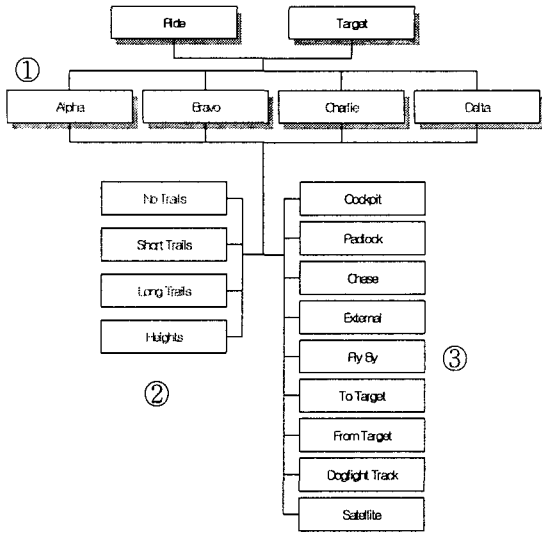 Ride
Target
①
Alpha
Bravo
Charlie
Delta
No Trails
Short Trails
Long Trails
Heights
②
Cockpit
Padlock
Chase
External
Fly By
③
To Target
From Target
Dogfight Track
Satellite